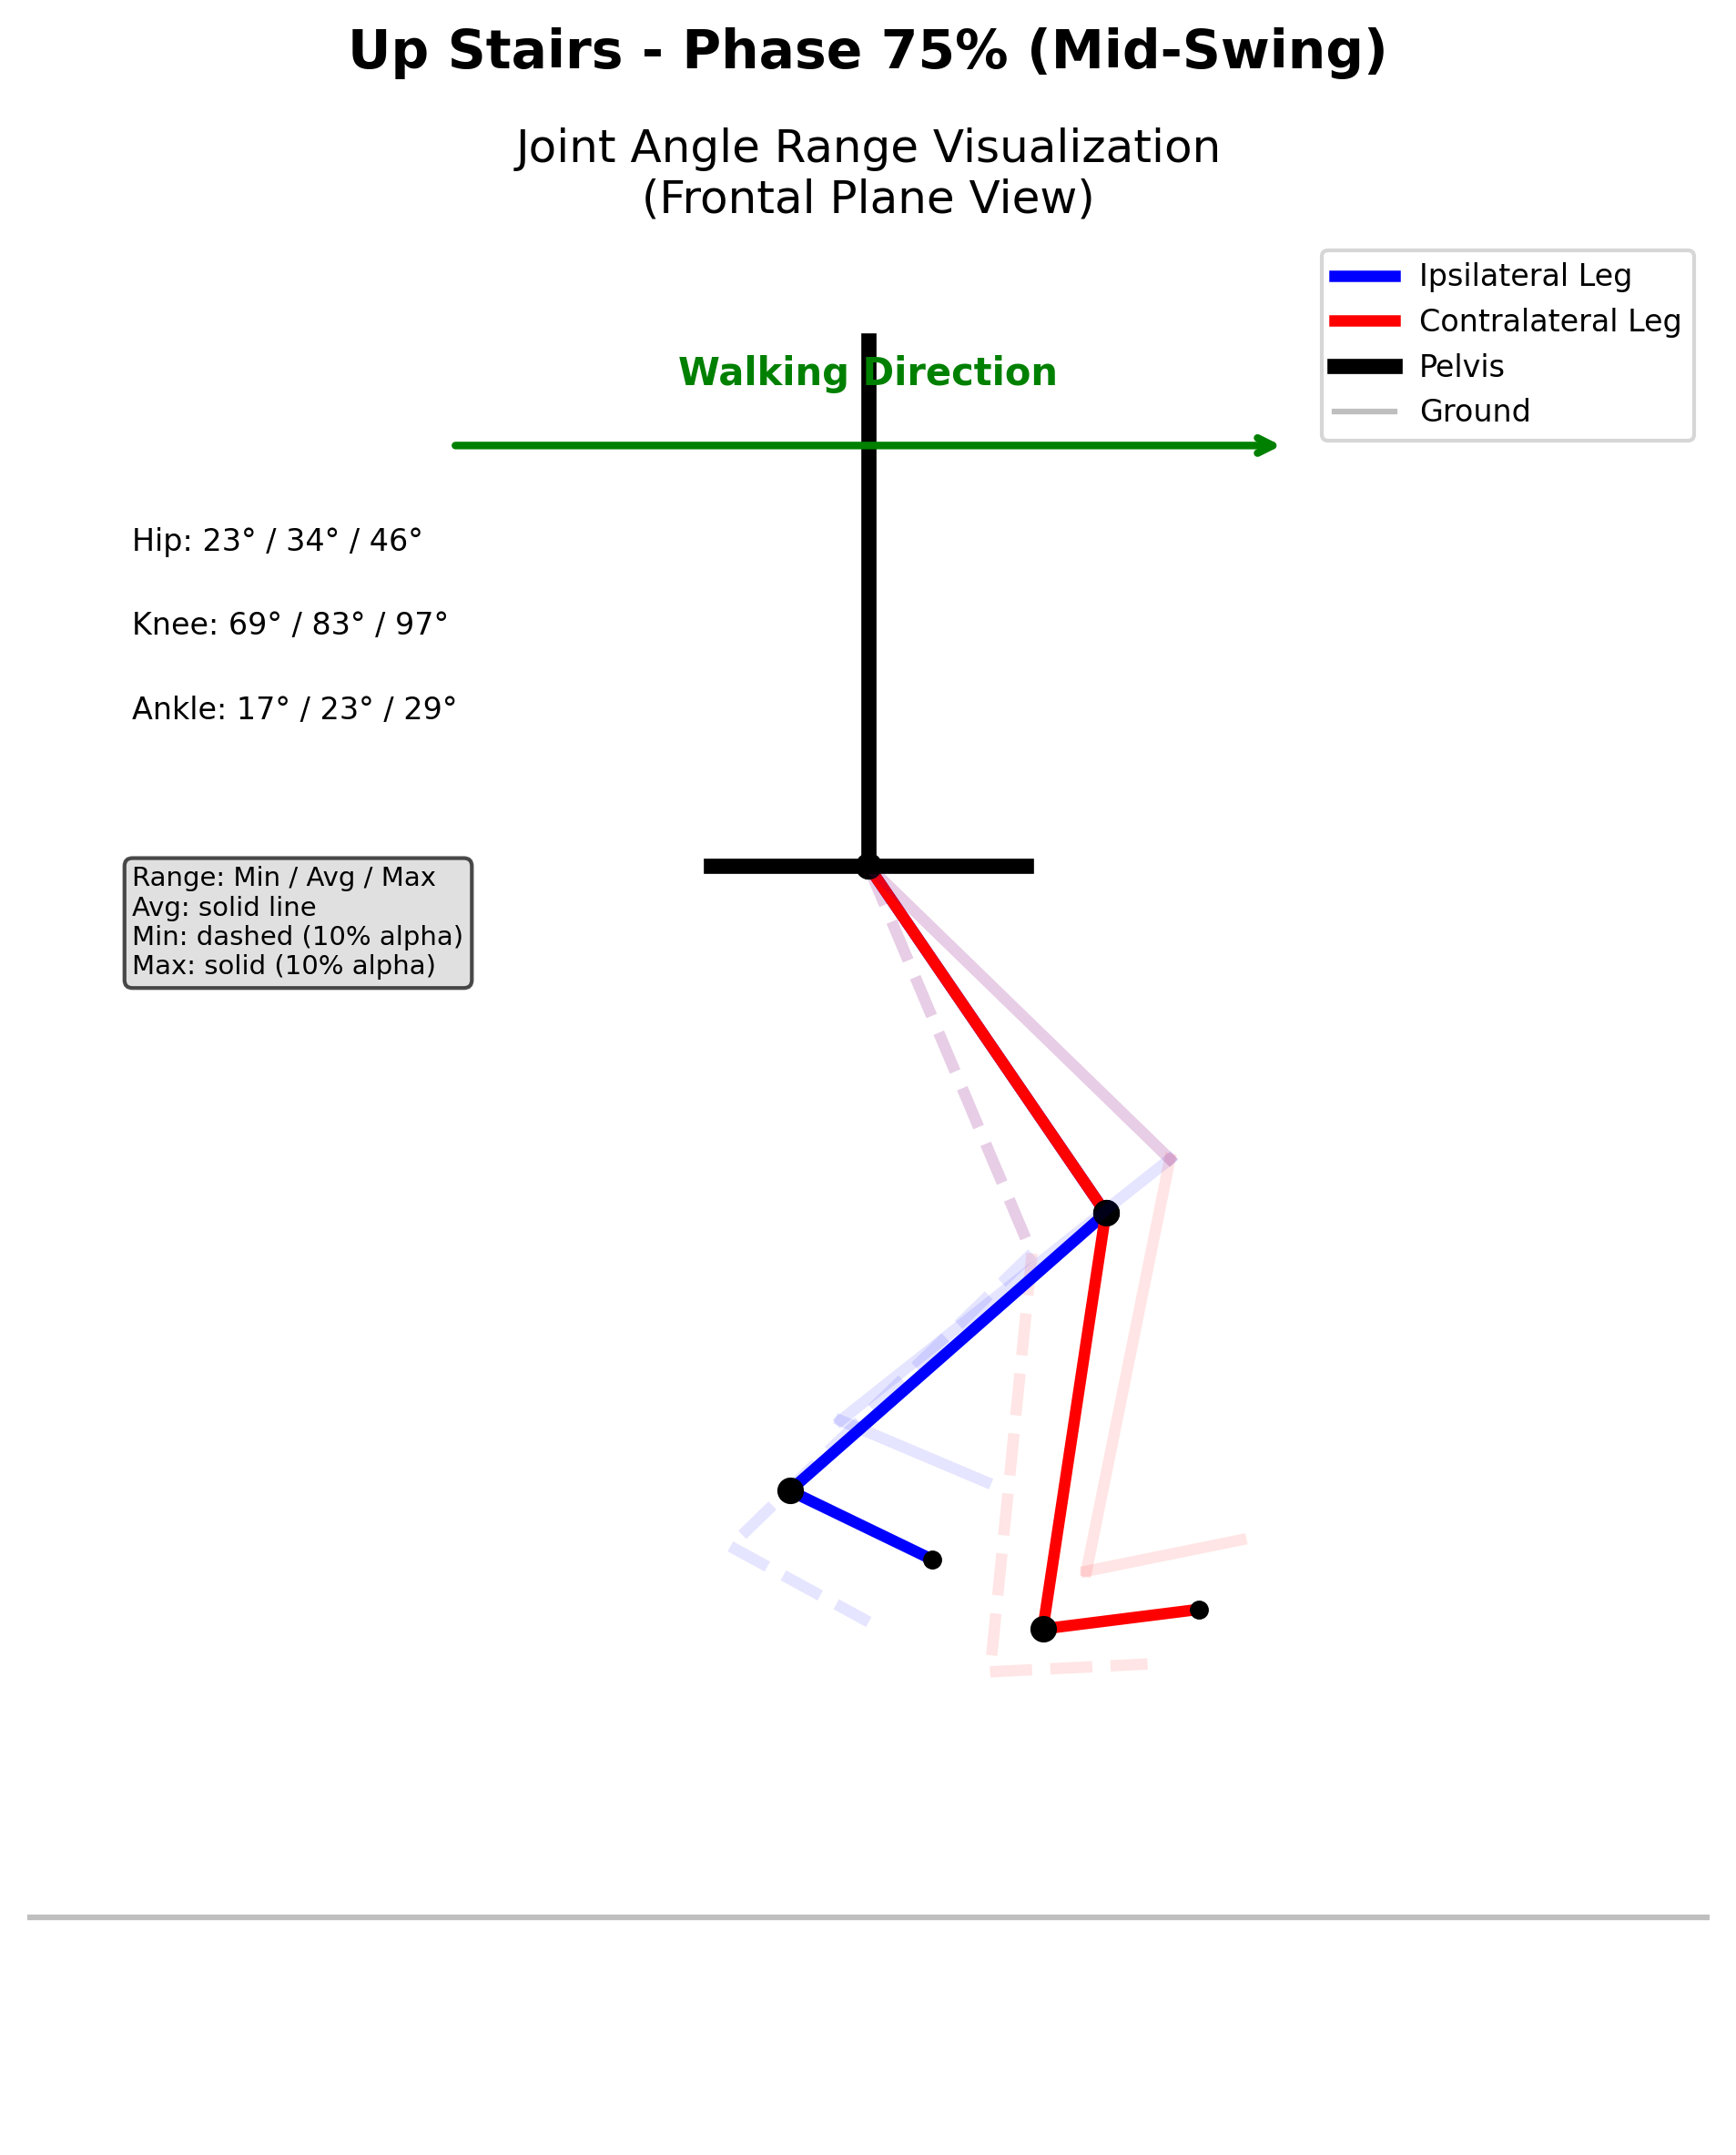 Up Stairs - Phase 75% (Mid-Swing)
Joint Angle Range Visualization
(Frontal Plane View)
Ipsilateral Leg
Contralateral Leg
Pelvis
Ground
Walking Direction
Hip: 23° / 34° / 46°
Knee: 69° / 83° / 97°
Ankle: 17° / 23° / 29°
Range: Min / Avg / Max
Avg: solid line
Min: dashed (10% alpha)
Max: solid (10% alpha)